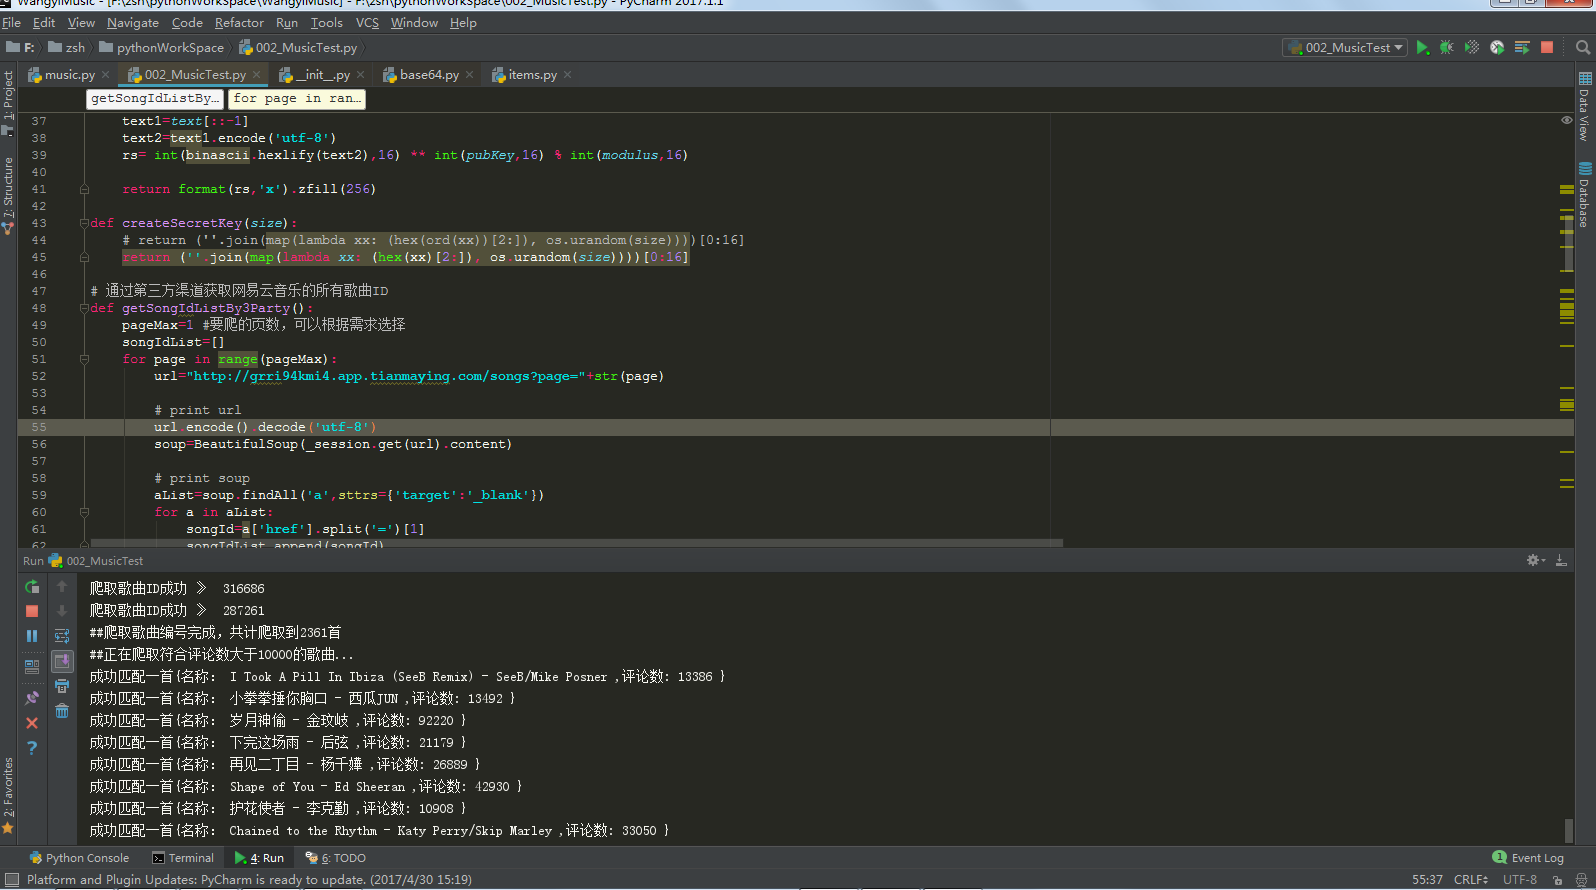 WangyiMusic - [F:\zsh\pythonWorkSpace\WangyiMusic] - F:\zsh\pythonWorkSpace\002_MusicTest.py - PyCharm 2017.1.1
File Edit View Navigate Code Refactor Run Tools VCS Window Help
F: zsh pythonWorkSpace 002_MusicTest.py 002_MusicTest
music.py 002_MusicTest.py __init__.py base64.py items.py
getSongIdListBy... for page in ran...
1: Project
7: Structure
2: Favorites
Data View
Database
37 text1=text[::-1]
38 text2=text1.encode('utf-8')
39 rs= int(binascii.hexlify(text2),16) ** int(pubKey,16) % int(modulus,16)
40
41 return format(rs,'x').zfill(256)
42
43 def createSecretKey(size):
44 # return (''.join(map(lambda xx: (hex(ord(xx))[2:]), os.urandom(size))))[0:16]
45 return (''.join(map(lambda xx: (hex(xx)[2:]), os.urandom(size))))[0:16]
46
47 # 通过第三方渠道获取网易云音乐的所有歌曲ID
48 def getSongIdListBy3Party():
49 pageMax=1 #要爬的页数，可以根据需求选择
50 songIdList=[]
51 for page in range(pageMax):
52 url="http://grri94kmi4.app.tianmaying.com/songs?page="+str(page)
53
54 # print url
55 url.encode().decode('utf-8')
56 soup=BeautifulSoup(_session.get(url).content)
57
58 # print soup
59 aList=soup.findAll('a',sttrs={'target':'_blank'})
60 for a in aList:
61 songId=a['href'].split('=')[1]
62 songIdList.append(songId)
Run 002_MusicTest
爬取歌曲ID成功 》 316686
爬取歌曲ID成功 》 287261
##爬取歌曲编号完成，共计爬取到2361首
##正在爬取符合评论数大于10000的歌曲...
成功匹配一首{名称: I Took A Pill In Ibiza (SeeB Remix) - SeeB/Mike Posner ,评论数: 13386 }
成功匹配一首{名称: 小拳拳捶你胸口 - 西瓜JUN ,评论数: 13492 }
成功匹配一首{名称: 岁月神偷 - 金玟岐 ,评论数: 92220 }
成功匹配一首{名称: 下完这场雨 - 后弦 ,评论数: 21179 }
成功匹配一首{名称: 再见二丁目 - 杨千嬅 ,评论数: 26889 }
成功匹配一首{名称: Shape of You - Ed Sheeran ,评论数: 42930 }
成功匹配一首{名称: 护花使者 - 李克勤 ,评论数: 10908 }
成功匹配一首{名称: Chained to the Rhythm - Katy Perry/Skip Marley ,评论数: 33050 }
Python Console Terminal 4: Run 6: TODO 1 Event Log
Platform and Plugin Updates: PyCharm is ready to update. (2017/4/30 15:19) 55:37 CRLF UTF-8